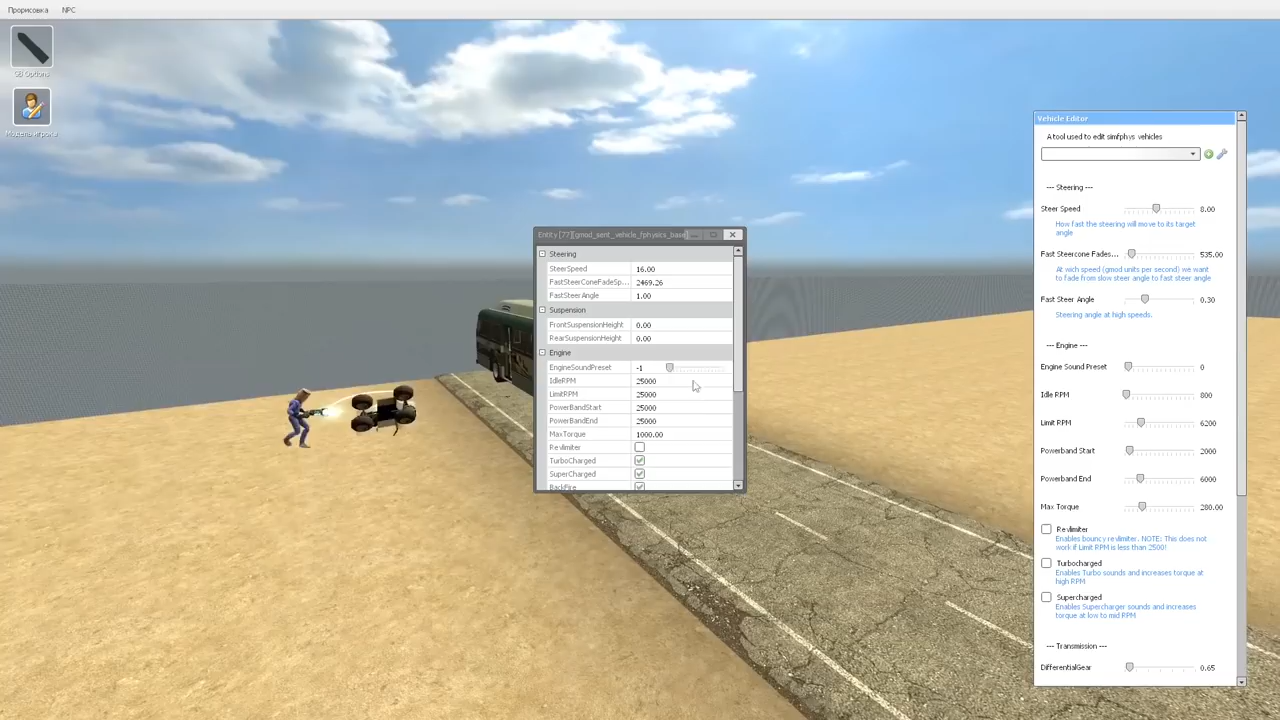 Прорисовка NPC
GB Options
Модель игрока
Entity [77][gmod_sent_vehicle_fphysics_base]
Steering
SteerSpeed 16.00
FastSteerConeFadeSp... 2469.26
FastSteerAngle 1.00
Suspension
FrontSuspensionHeight 0.00
RearSuspensionHeight 0.00
Engine
EngineSoundPreset -1
IdleRPM 25000
LimitRPM 25000
PowerBandStart 25000
PowerBandEnd 25000
MaxTorque 1000.00
Revlimiter
TurboCharged
SuperCharged
BackFire
Vehicle Editor
A tool used to edit simfphys vehicles
--- Steering ---
Steer Speed 8.00
How fast the steering will move to its target
angle
Fast Steercone Fades... 535.00
At wich speed (gmod units per second) we want
to fade from slow steer angle to fast steer angle
Fast Steer Angle 0.30
Steering angle at high speeds.
--- Engine ---
Engine Sound Preset 0
Idle RPM 800
Limit RPM 6200
Powerband Start 2000
Powerband End 6000
Max Torque 280.00
Revlimiter
Enables bouncy revlimiter. NOTE: This does not
work if Limit RPM is less than 2500!
Turbocharged
Enables Turbo sounds and increases torque at
high RPM
Supercharged
Enables Supercharger sounds and increases
torque at low to mid RPM
--- Transmission ---
DifferentialGear 0.65